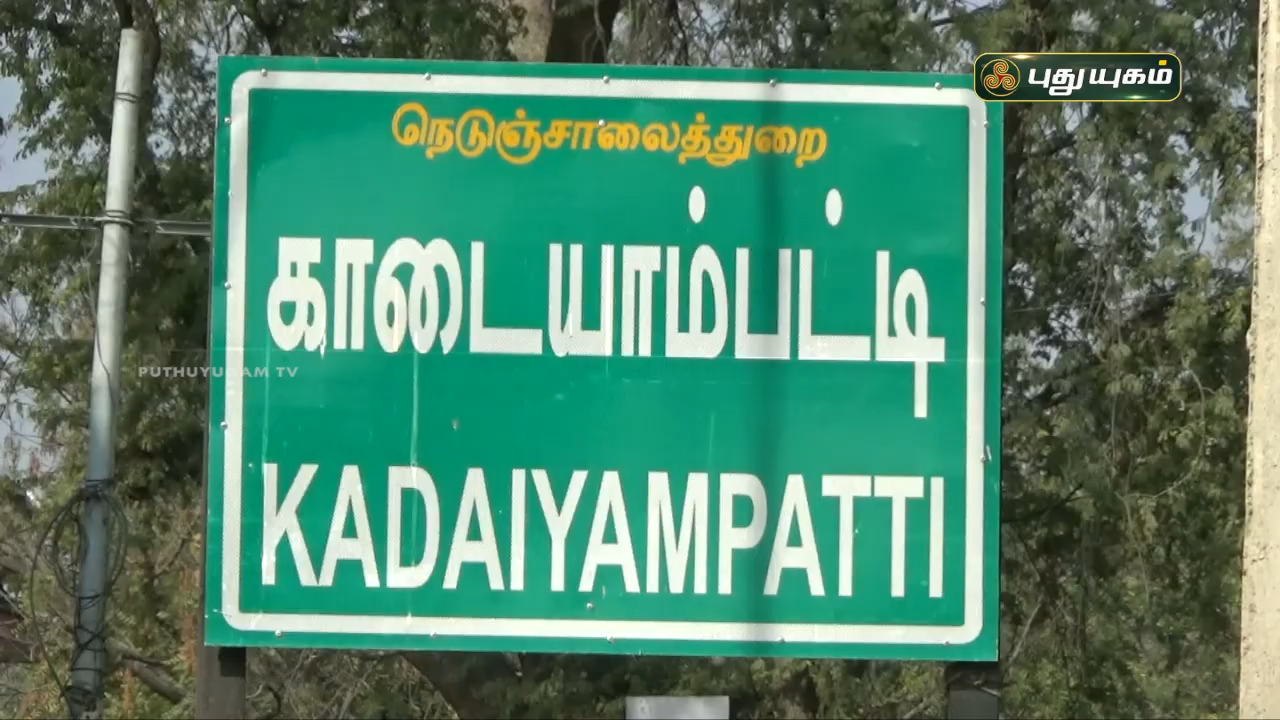 புதுயுகம்
நெடுஞ்சாலைத்துறை
காடையாம்பட்டி
PUTHUYUGAM TV
KADAIYAMPATTI